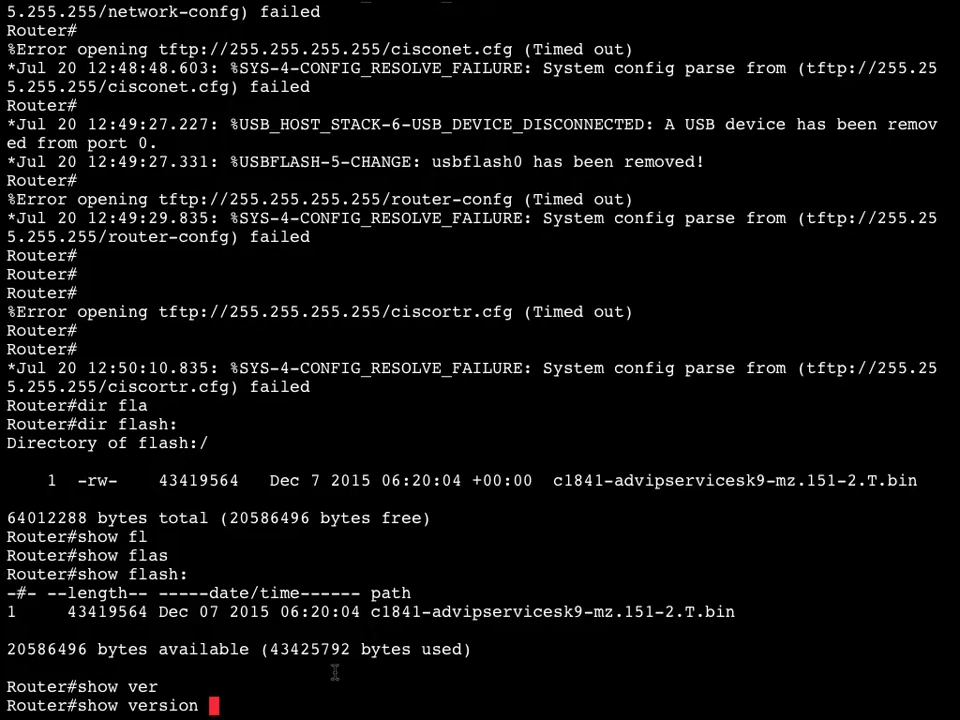 5.255.255/network-confg) failed
Router#
%Error opening tftp://255.255.255.255/cisconet.cfg (Timed out)
*Jul 20 12:48:48.603: %SYS-4-CONFIG_RESOLVE_FAILURE: System config parse from (tftp://255.25
5.255.255/cisconet.cfg) failed
Router#
*Jul 20 12:49:27.227: %USB_HOST_STACK-6-USB_DEVICE_DISCONNECTED: A USB device has been remov
ed from port 0.
*Jul 20 12:49:27.331: %USBFLASH-5-CHANGE: usbflash0 has been removed!
Router#
%Error opening tftp://255.255.255.255/router-confg (Timed out)
*Jul 20 12:49:29.835: %SYS-4-CONFIG_RESOLVE_FAILURE: System config parse from (tftp://255.25
5.255.255/router-confg) failed
Router#
Router#
Router#
%Error opening tftp://255.255.255.255/ciscortr.cfg (Timed out)
Router#
Router#
*Jul 20 12:50:10.835: %SYS-4-CONFIG_RESOLVE_FAILURE: System config parse from (tftp://255.25
5.255.255/ciscortr.cfg) failed
Router#dir fla
Router#dir flash:
Directory of flash:/
1 -rw- 43419564 Dec 7 2015 06:20:04 +00:00 c1841-advipservicesk9-mz.151-2.T.bin
64012288 bytes total (20586496 bytes free)
Router#show fl
Router#show flas
Router#show flash:
-#- --length-- -----date/time------ path
1 43419564 Dec 07 2015 06:20:04 c1841-advipservicesk9-mz.151-2.T.bin
20586496 bytes available (43425792 bytes used)
Router#show ver
Router#show version